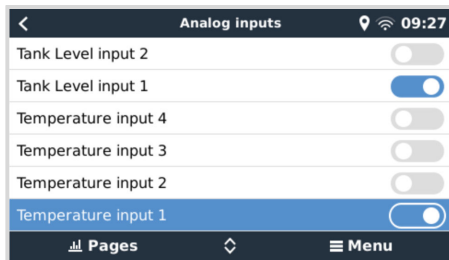 Analog inputs 09:27
Tank Level input 2
Tank Level input 1
Temperature input 4
Temperature input 3
Temperature input 2
Temperature input 1
Pages Menu